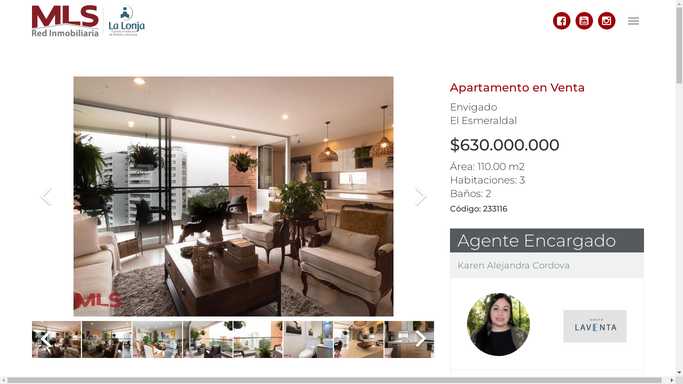 MLS
Red Inmobiliaria
La Lonja
Apartamento en Venta
Envigado
El Esmeraldal
$630.000.000
Área: 110.00 m2
Habitaciones: 3
Baños: 2
Código: 233116
MLS
Agente Encargado
Karen Alejandra Cordova
LAVENTA